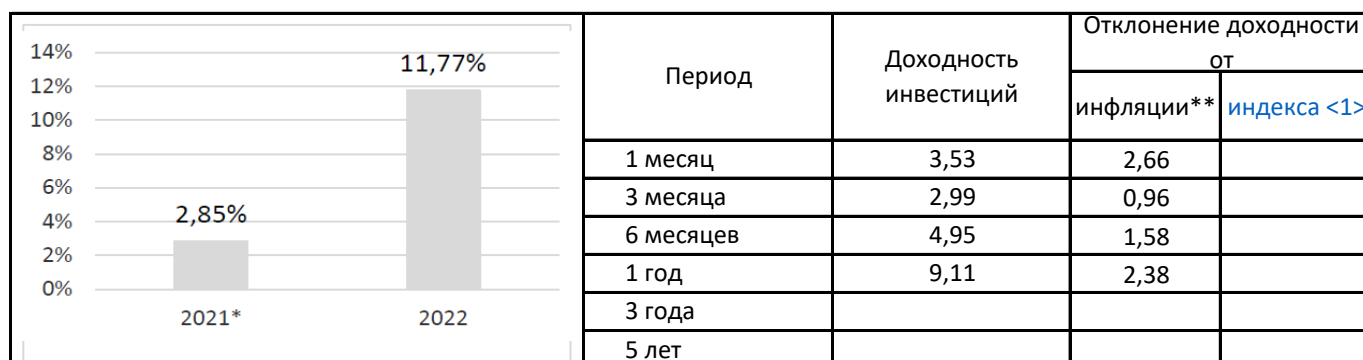 14%
12%
10%
8%
6%
4%
2%
0%
2,85%
11,77%
2021*
2022
Период
Доходность
инвестиций
Отклонение доходности
от
инфляции**
индекса <1>
1 месяц 3,53 2,66
3 месяца 2,99 0,96
6 месяцев 4,95 1,58
1 год 9,11 2,38
3 года
5 лет